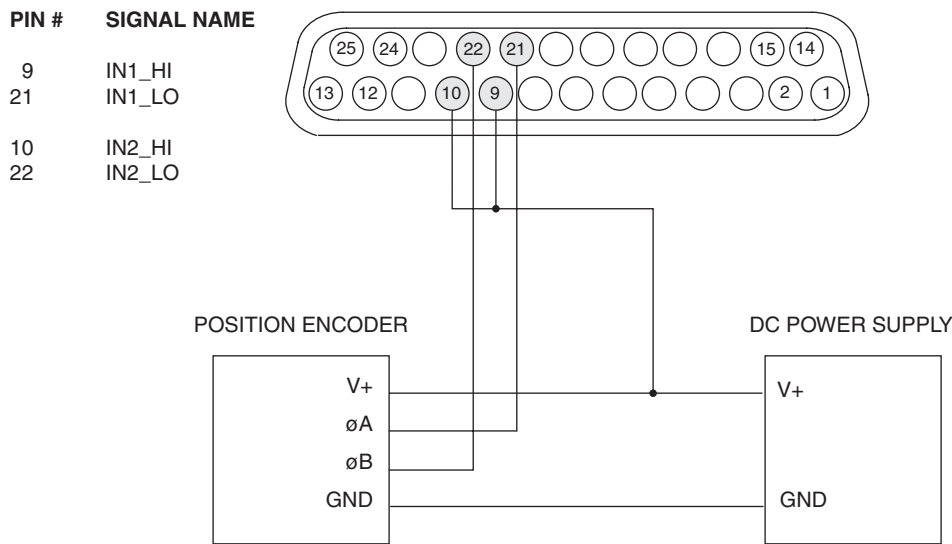 PIN # SIGNAL NAME
9 IN1_HI
21 IN1_LO
10 IN2_HI
22 IN2_LO
25 24 22 21 15 14
13 12 10 9 2 1
POSITION ENCODER
V+
øA
øB
GND
DC POWER SUPPLY
V+
GND